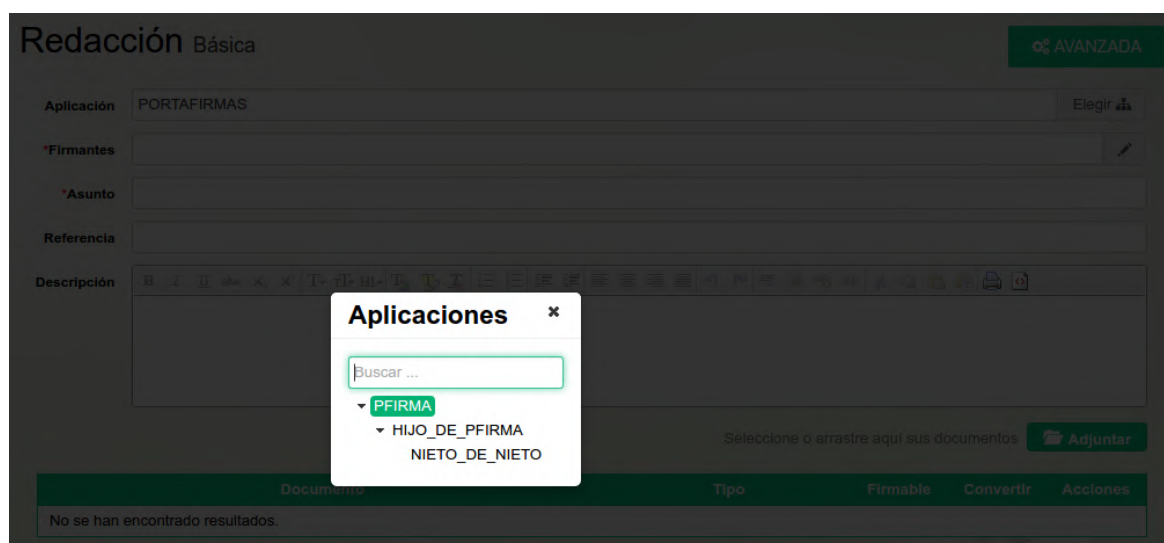 Redacción Básica
AVANZADA
Aplicación PORTAFIRMAS Elegir
*Firmantes
*Asunto
Referencia
Descripción
Aplicaciones
Buscar ...
PFIRMA
HIJO_DE_PFIRMA
NIETO_DE_NIETO
Seleccione o arrastre aquí sus documentos Adjuntar
Documento Tipo Firmable Convertir Acciones
No se han encontrado resultados.